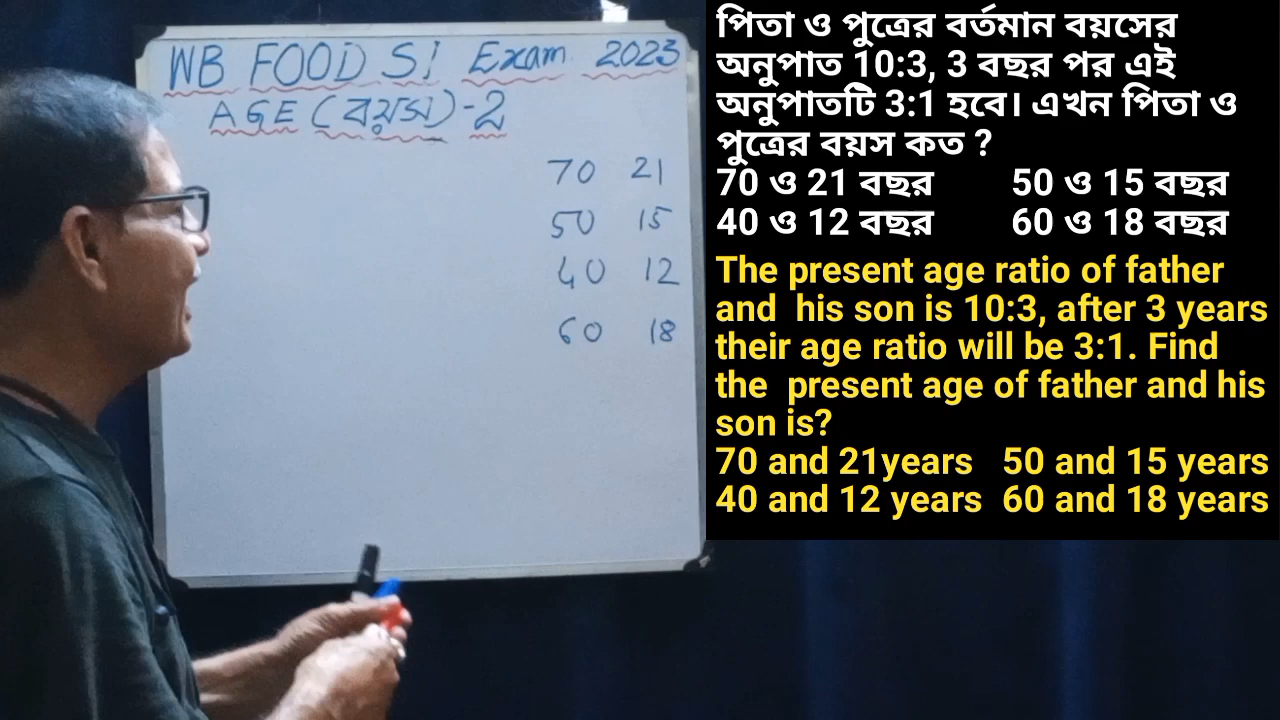 WB FOOD SI Exam. 2023
AGE (বয়স)-2
70 21
50 15
40 12
60 18
পিতা ও পুত্রের বর্তমান বয়সের
অনুপাত 10:3, 3 বছর পর এই
অনুপাতটি 3:1 হবে। এখন পিতা ও
পুত্রের বয়স কত ?
70 ও 21 বছর 50 ও 15 বছর
40 ও 12 বছর 60 ও 18 বছর
The present age ratio of father
and his son is 10:3, after 3 years
their age ratio will be 3:1. Find
the present age of father and his
son is?
70 and 21years 50 and 15 years
40 and 12 years 60 and 18 years